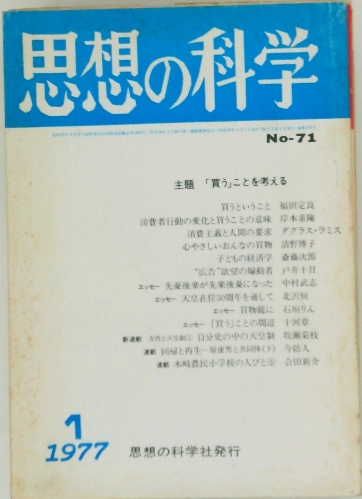 思想の科学
No-71
主題 「買う」ことを考える
買うということ 福田定良
消費者行動の変化と買うことの意味 岸本重陳
消費主義と人間の要求 ダグラス・ラミス
心やさしいおんなの買物 清野博子
子どもの経済学 斎藤次郎
"広告"欲望の煽動者 戸井十月
エッセー 先憂後楽が先楽後憂になった 中村武志
エッセー 天皇在位50周年を通して 北沢恒
エッセー 買物籠に 石垣りん
エッセー 「買う」ことの周辺 十河章
新連載 女性と天皇制① 自分史の中の天皇制 牧瀬菊枝
連載 回帰と再生―原康男と共同体(下) 今防人
連載 木崎農民小学校の人びと⑤ 合田新介
1
1977
思想の科学社発行